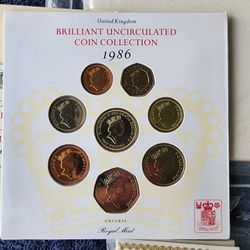 United Kingdom
BRILLIANT UNCIRCULATED
COIN COLLECTION
1986
OBVERSE
Royal Mint